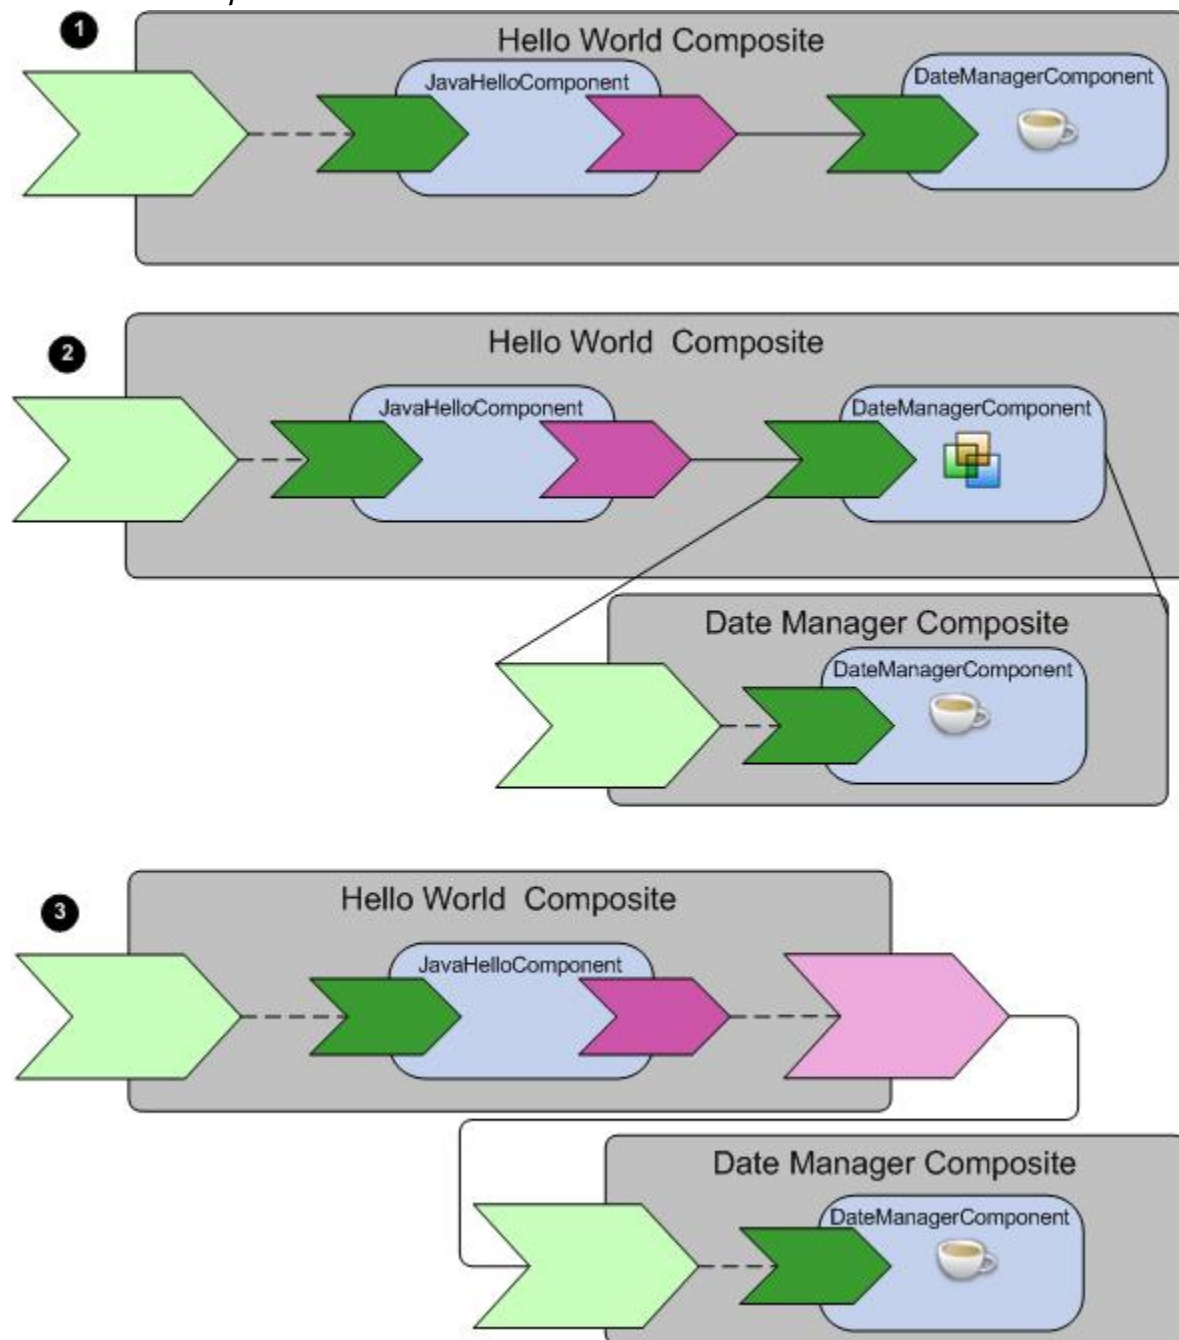 1
Hello World Composite
JavaHelloComponent
DateManagerComponent
2
Hello World Composite
JavaHelloComponent
DateManagerComponent
Date Manager Composite
DateManagerComponent
3
Hello World Composite
JavaHelloComponent
Date Manager Composite
DateManagerComponent